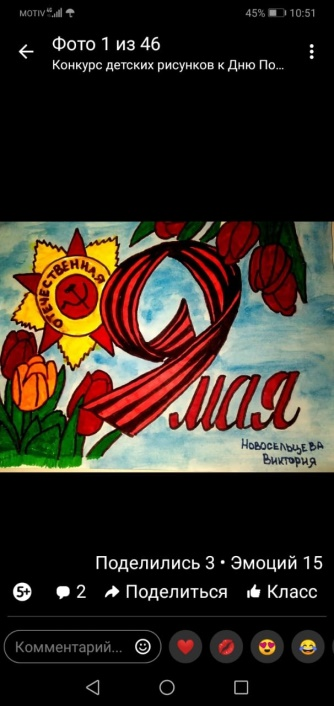 MOTIV 4G 45% 10:51
Фото 1 из 46
Конкурс детских рисунков к Дню По...
ОТЕЧЕСТВЕННАЯ
9
мая
Новосельцева
Виктория
Поделились 3 • Эмоций 15
5+ 2 Поделиться Класс
Комментарий...